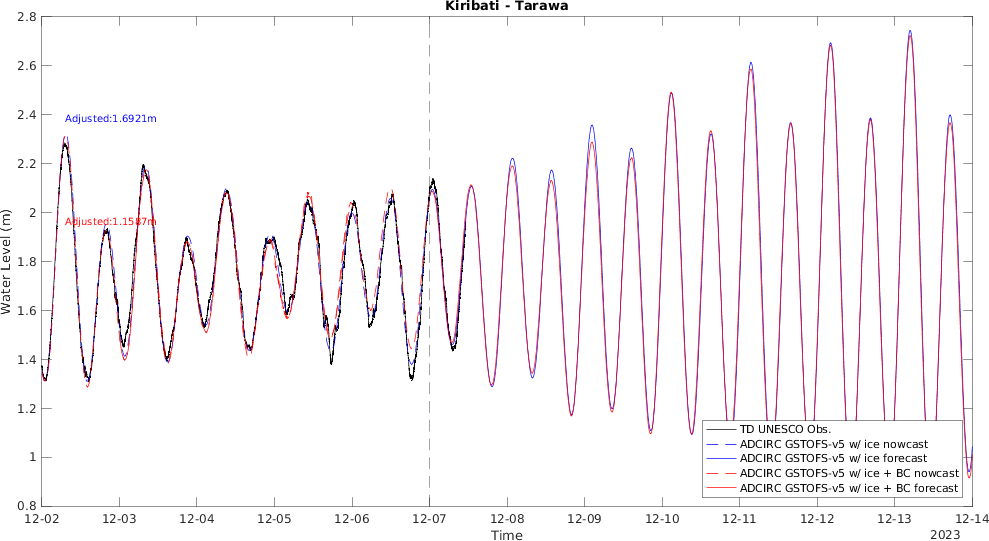 Kiribati - Tarawa
2.8
2.6
2.4
2.2
2
1.8
1.6
1.4
1.2
1
0.8
Water Level (m)
Adjusted:1.6921m
Adjusted:1.1587m
TD UNESCO Obs.
ADCIRC GSTOFS-v5 w/ ice nowcast
ADCIRC GSTOFS-v5 w/ ice forecast
ADCIRC GSTOFS-v5 w/ ice + BC nowcast
ADCIRC GSTOFS-v5 w/ ice + BC forecast
12-02 12-03 12-04 12-05 12-06 12-07 12-08 12-09 12-10 12-11 12-12 12-13 12-14
Time
2023